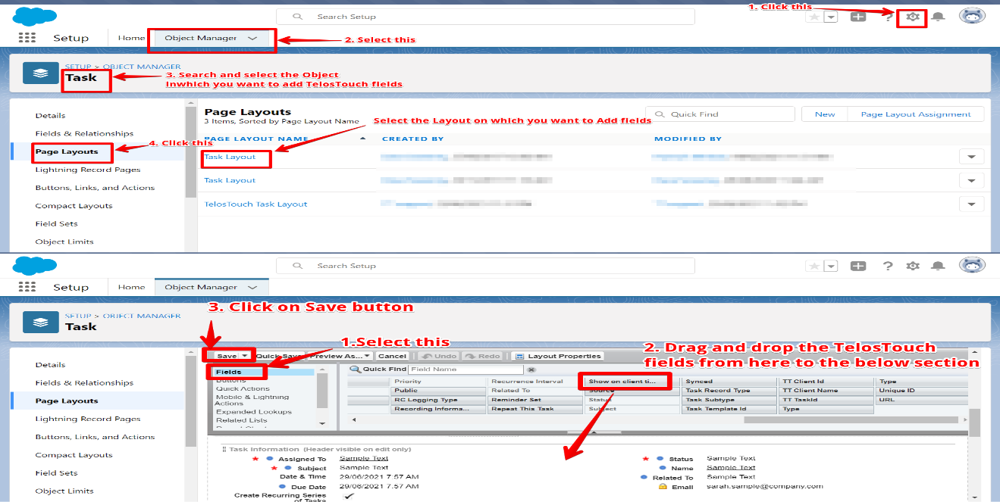 1. Click this
Search Setup
Setup
Home
Object Manager
2. Select this
SETUP > OBJECT MANAGER
Task
3. Search and select the Object
Inwhich you want to add TelosTouch fields
Details
Fields & Relationships
Page Layouts
4. Click this
Lightning Record Pages
Buttons, Links, and Actions
Compact Layouts
Field Sets
Object Limits
Page Layouts
3 Items, Sorted by Page Layout Name
Select the Layout on which you want to Add fields
Quick Find
New
Page Layout Assignment
PAGE LAYOUT NAME
CREATED BY
MODIFIED BY
Task Layout
Task Layout
TelosTouch Task Layout
Search Setup
Setup
Home
Object Manager
SETUP > OBJECT MANAGER
Task
3. Click on Save button
1.Select this
2. Drag and drop the TelosTouch
fields from here to the below section
Details
Fields & Relationships
Page Layouts
Lightning Record Pages
Buttons, Links, and Actions
Compact Layouts
Field Sets
Object Limits
Save
Quick Save
Preview As...
Cancel
Undo
Redo
Layout Properties
Fields
Buttons
Quick Actions
Mobile & Lightning
Actions
Expanded Lookups
Related Lists
Quick Find
Field Name
Priority
Recurrence Interval
Show on client ti...
Synced
TT Client Id
Type
Public
Related To
Source
Task Record Type
TT Client Name
Unique ID
RC Logging Type
Reminder Set
Status
Task Subtype
TT TaskId
URL
Recording Informa...
Repeat This Task
Subject
Task Template Id
Type
Task Information (Header visible on edit only)
Assigned To Sample Text
Status Sample Text
Subject Sample Text
Name Sample Text
Date & Time 29/06/2021 7:57 AM
Related To Sample Text
Due Date 29/06/2021 7:57 AM
Email sarah.sample@company.com
Create Recurring Series
of Tasks